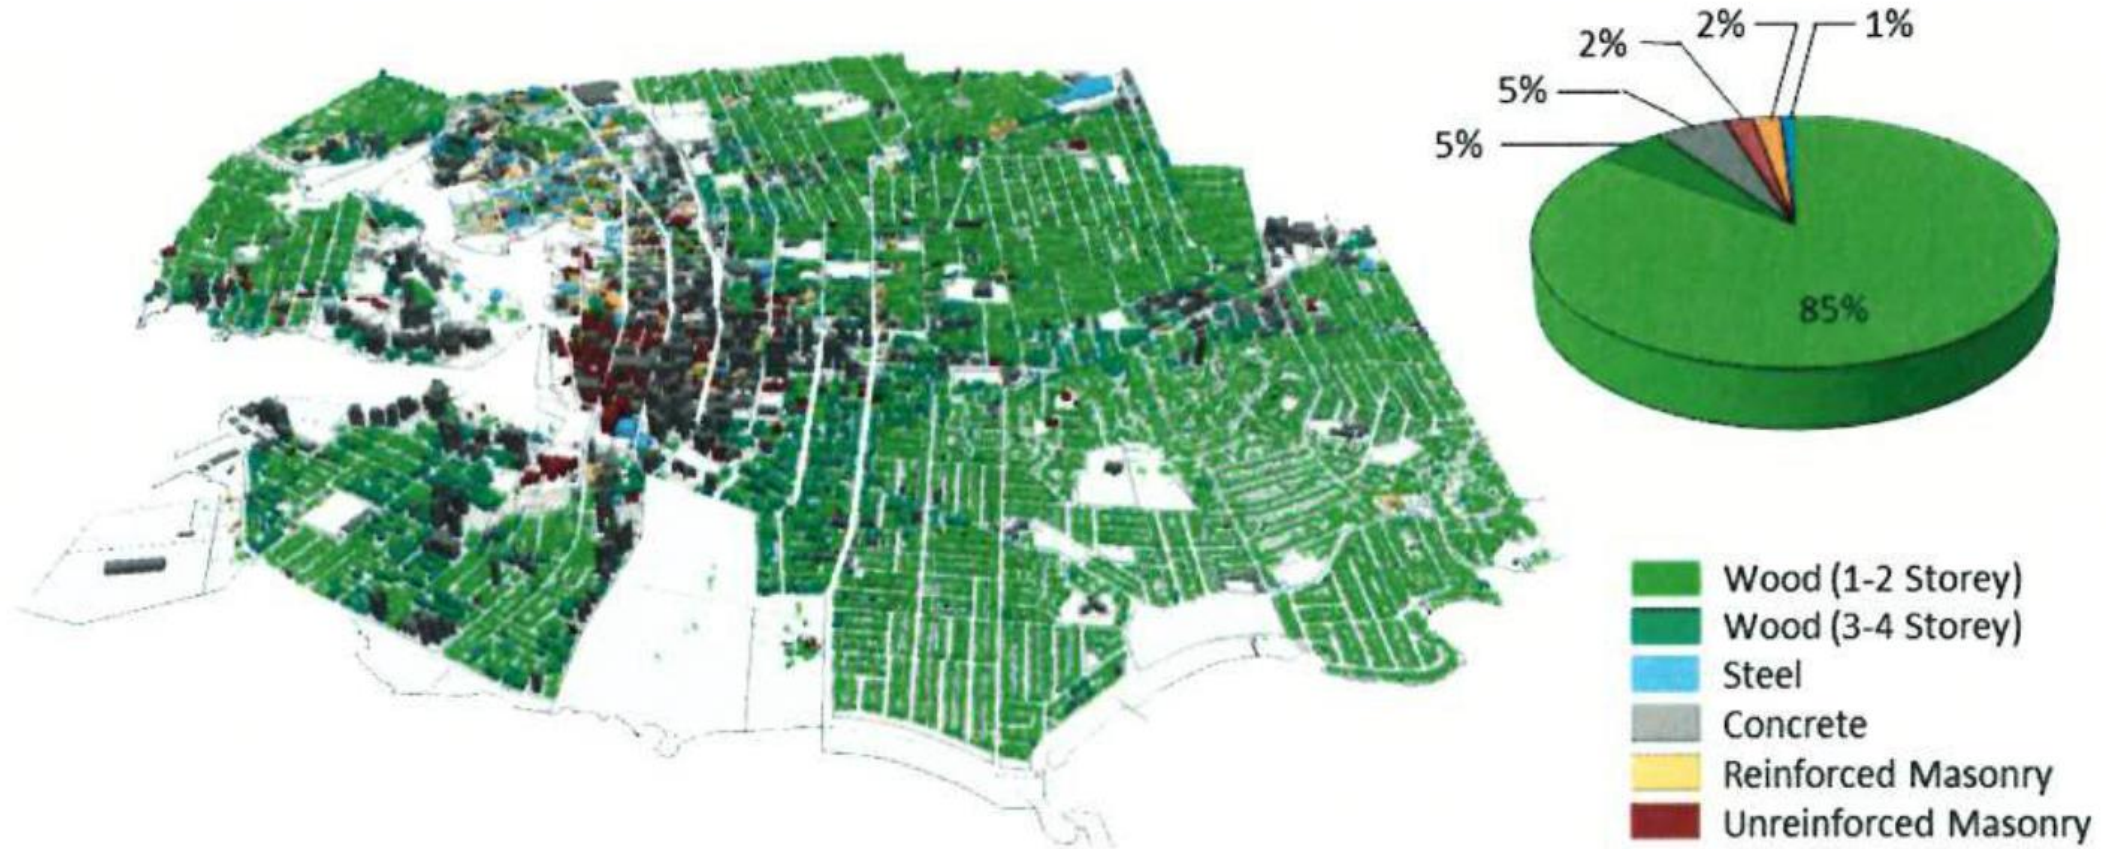 2%
1%
2%
5%
5%
85%
Wood (1-2 Storey)
Wood (3-4 Storey)
Steel
Concrete
Reinforced Masonry
Unreinforced Masonry